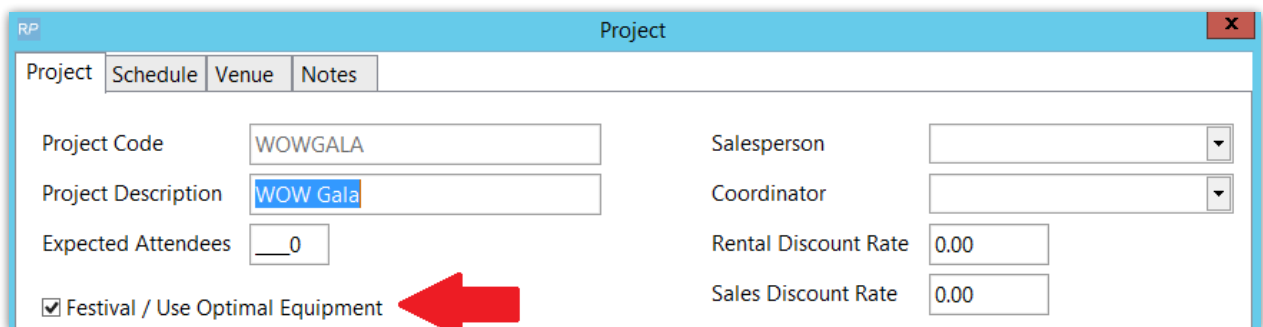 RP Project x
Project Schedule Venue Notes
Project Code WOWGALA Salesperson
Project Description WOW Gala Coordinator
Expected Attendees ___0 Rental Discount Rate 0.00
Festival / Use Optimal Equipment Sales Discount Rate 0.00